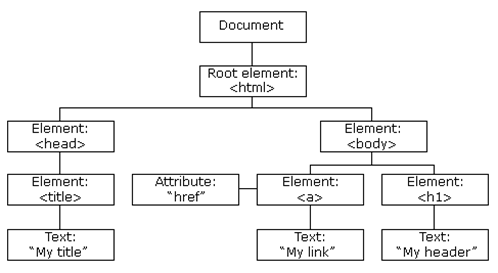 Document
Root element:
<html>
Element:
<head>
Element:
<body>
Element:
<title>
Attribute:
“href”
Element:
<a>
Element:
<h1>
Text:
“My title”
Text:
“My link”
Text:
“My header”